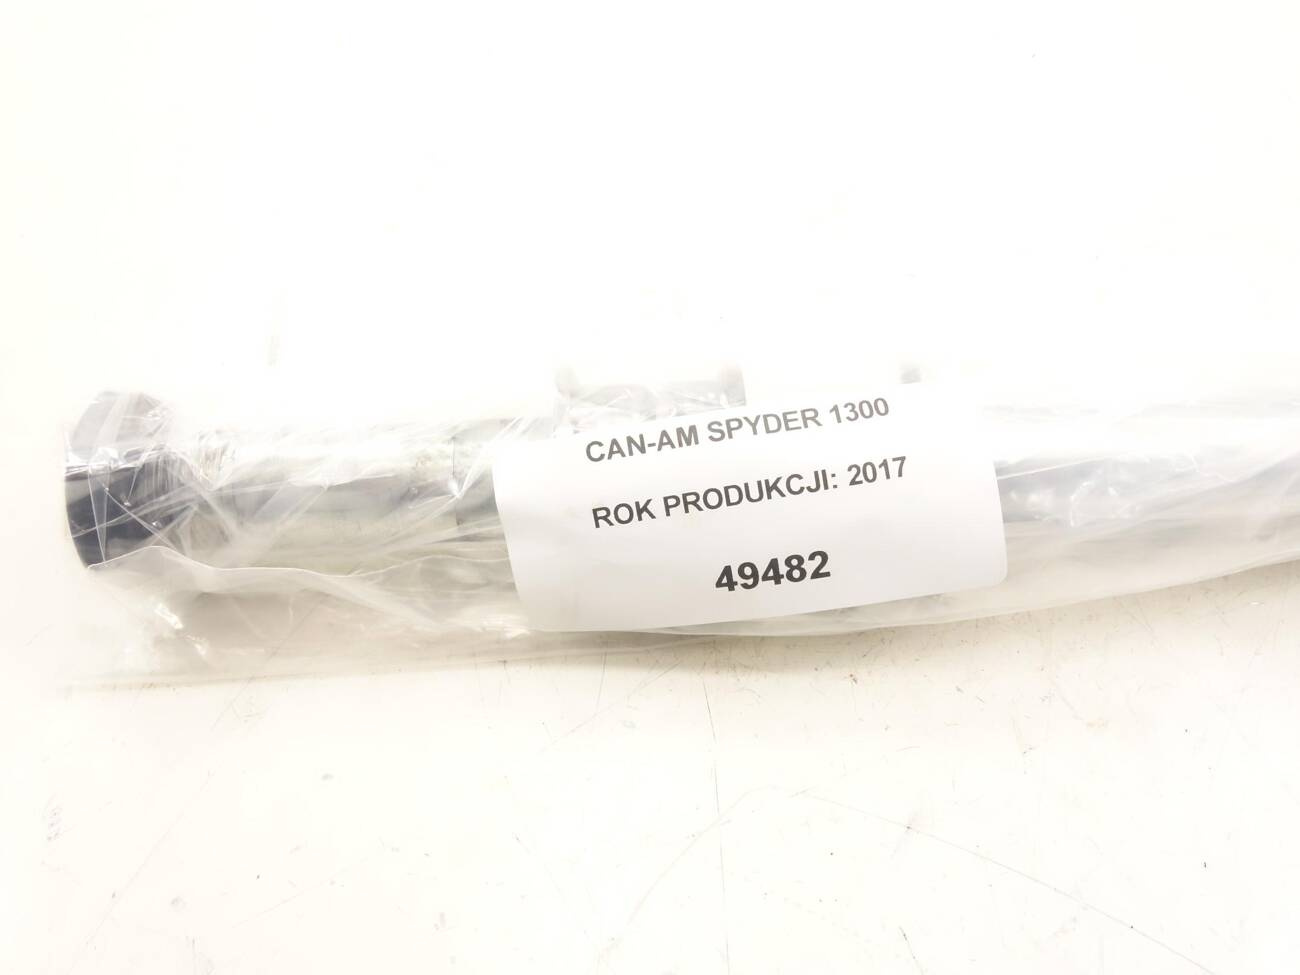 CAN-AM SPYDER 1300
ROK PRODUKCJI: 2017
49482